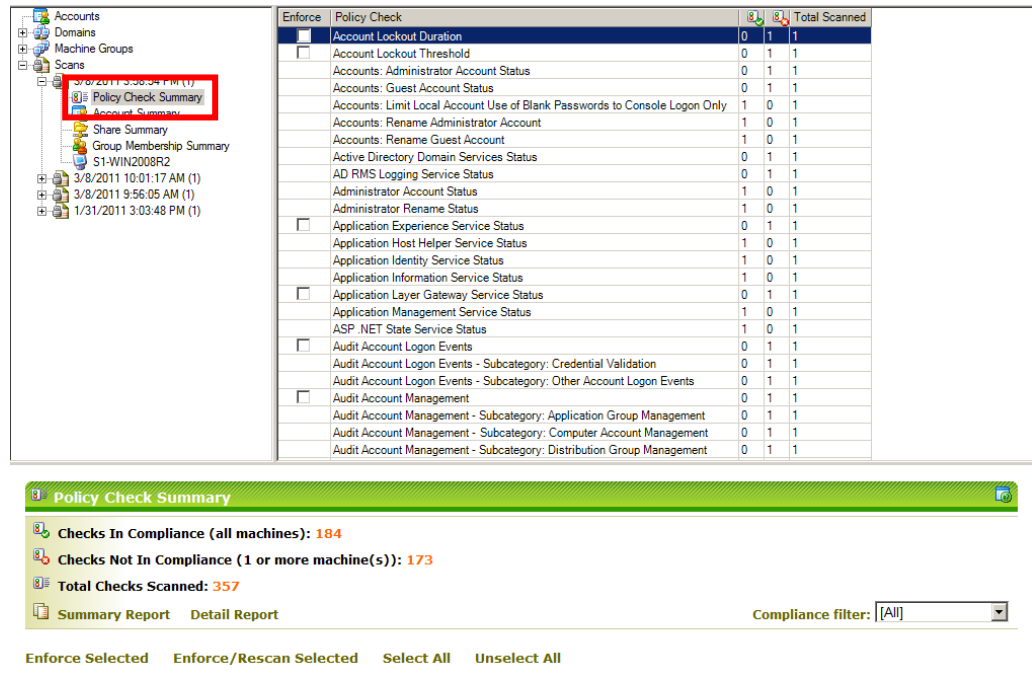 Accounts
Domains
Machine Groups
Scans
3/8/2011 3:58:54 PM (1)
Policy Check Summary
Account Summary
Share Summary
Group Membership Summary
S1-WIN2008R2
3/8/2011 10:01:17 AM (1)
3/8/2011 9:56:05 AM (1)
1/31/2011 3:03:48 PM (1)
Enforce Policy Check Total Scanned
Account Lockout Duration 0 1 1
Account Lockout Threshold 0 1 1
Accounts: Administrator Account Status 0 1 1
Accounts: Guest Account Status 0 1 1
Accounts: Limit Local Account Use of Blank Passwords to Console Logon Only 1 0 1
Accounts: Rename Administrator Account 1 0 1
Accounts: Rename Guest Account 1 0 1
Active Directory Domain Services Status 0 1 1
AD RMS Logging Service Status 0 1 1
Administrator Account Status 1 0 1
Administrator Rename Status 1 0 1
Application Experience Service Status 0 1 1
Application Host Helper Service Status 1 0 1
Application Identity Service Status 1 0 1
Application Information Service Status 1 0 1
Application Layer Gateway Service Status 0 1 1
Application Management Service Status 1 0 1
ASP .NET State Service Status 1 0 1
Audit Account Logon Events 0 1 1
Audit Account Logon Events - Subcategory: Credential Validation 0 1 1
Audit Account Logon Events - Subcategory: Other Account Logon Events 0 1 1
Audit Account Management 0 1 1
Audit Account Management - Subcategory: Application Group Management 0 1 1
Audit Account Management - Subcategory: Computer Account Management 0 1 1
Audit Account Management - Subcategory: Distribution Group Management 0 1 1
Policy Check Summary
Checks In Compliance (all machines): 184
Checks Not In Compliance (1 or more machine(s)): 173
Total Checks Scanned: 357
Summary Report Detail Report Compliance filter: [All]
Enforce Selected Enforce/Rescan Selected Select All Unselect All